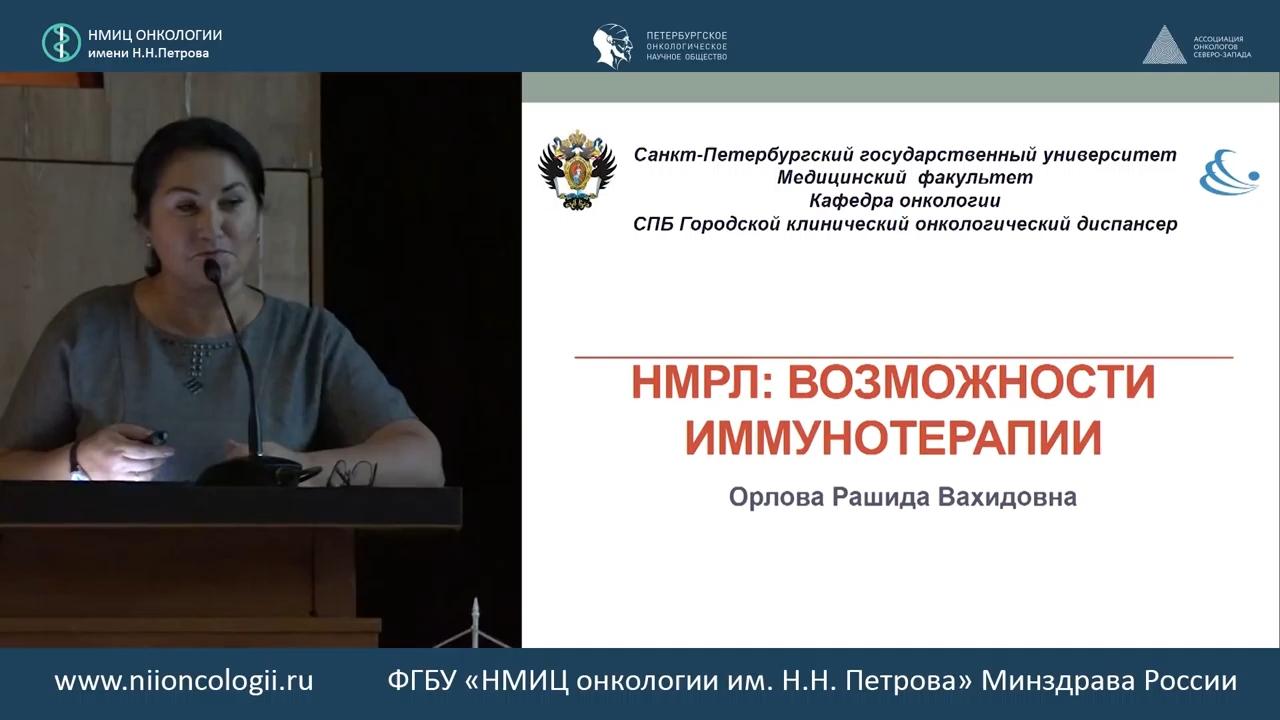 НМИЦ ОНКОЛОГИИ
имени Н.Н.Петрова
ПЕТЕРБУРГСКОЕ
ОНКОЛОГИЧЕСКОЕ
НАУЧНОЕ ОБЩЕСТВО
АССОЦИАЦИЯ
ОНКОЛОГОВ
СЕВЕРО-ЗАПАДА
Санкт-Петербургский государственный университет
Медицинский факультет
Кафедра онкологии
СПБ Городской клинический онкологический диспансер
НМРЛ: ВОЗМОЖНОСТИ
ИММУНОТЕРАПИИ
Орлова Рашида Вахидовна
www.niioncologii.ru
ФГБУ «НМИЦ онкологии им. Н.Н. Петрова» Минздрава России